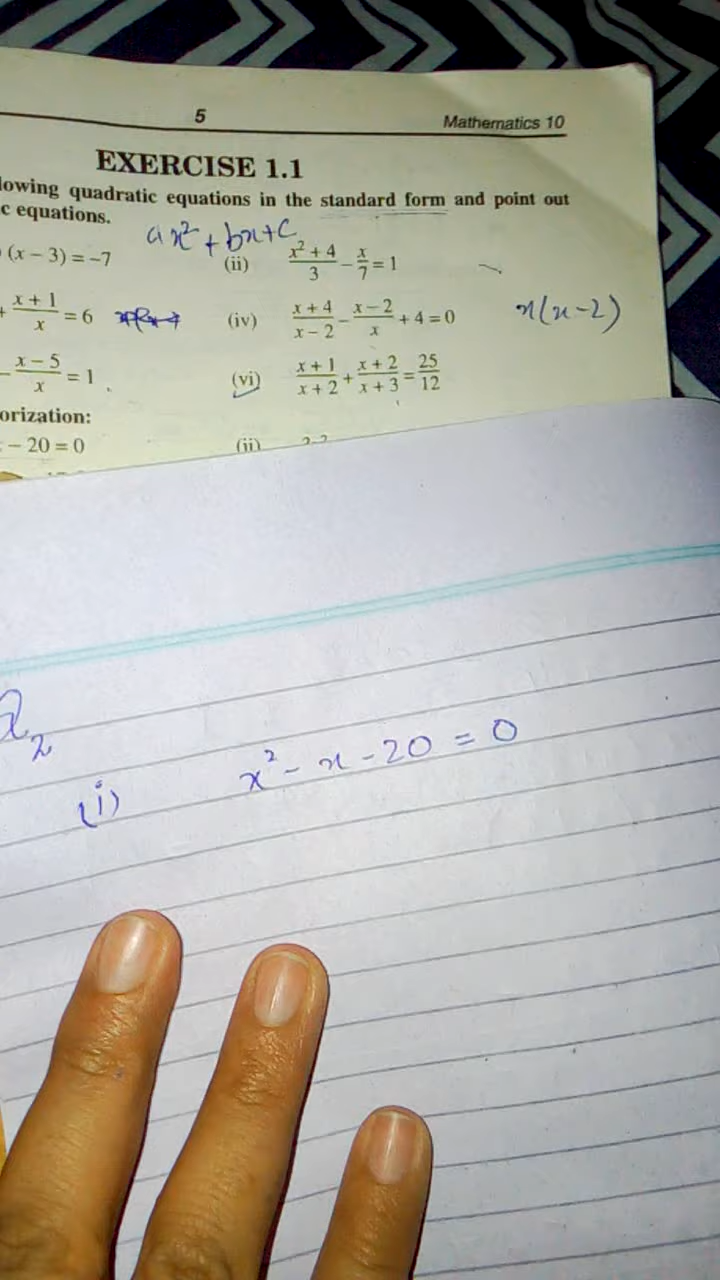 5 Mathematics 10
EXERCISE 1.1
lowing quadratic equations in the standard form and point out
c equations.
ax² + bx+c
(x – 3) = –7 (ii) (x² + 4)/3 – x/7 = 1
+ (x + 1)/x = 6 (iv) (x + 4)/(x – 2) – (x – 2)/x + 4 = 0 x(x-2)
– (x – 5)/x = 1 (vi) (x + 1)/(x + 2) + (x + 2)/(x + 3) = 25/12
orization:
– 20 = 0 (ii)
2
(i) x² - x - 20 = 0